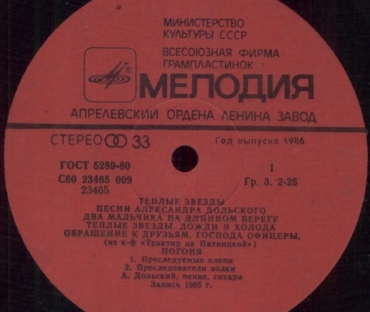 МИНИСТЕРСТВО
КУЛЬТУРЫ СССР
ВСЕСОЮЗНАЯ ФИРМА
ГРАМПЛАСТИНОК
МЕЛОДИЯ
АПРЕЛЕВСКИЙ ОРДЕНА ЛЕНИНА ЗАВОД
СТЕРЕО 33
Год выпуска 1986
ГОСТ 5289-80
1
С60 23465 009
Гр. 3. 2-25
23465
ТЕПЛЫЕ ЗВЕЗДЫ
ПЕСНИ АЛЕКСАНДРА ДОЛЬСКОГО
ДВА МАЛЬЧИКА НА ЯПОНСКОМ БЕРЕГУ
ТЕПЛЫЕ ЗВЕЗДЫ, ДОЖДИ И ХОЛОДА
ОБРАЩЕНИЕ К ДРУЗЬЯМ, ГОСПОДА ОФИЦЕРЫ,
(из к-ф «Трактир на Пятницкой»)
ПОГОНЯ
1. Преследуемые олени
2. Преследователи волки
А. Дольский, пение, гитара
Запись 1985 г.